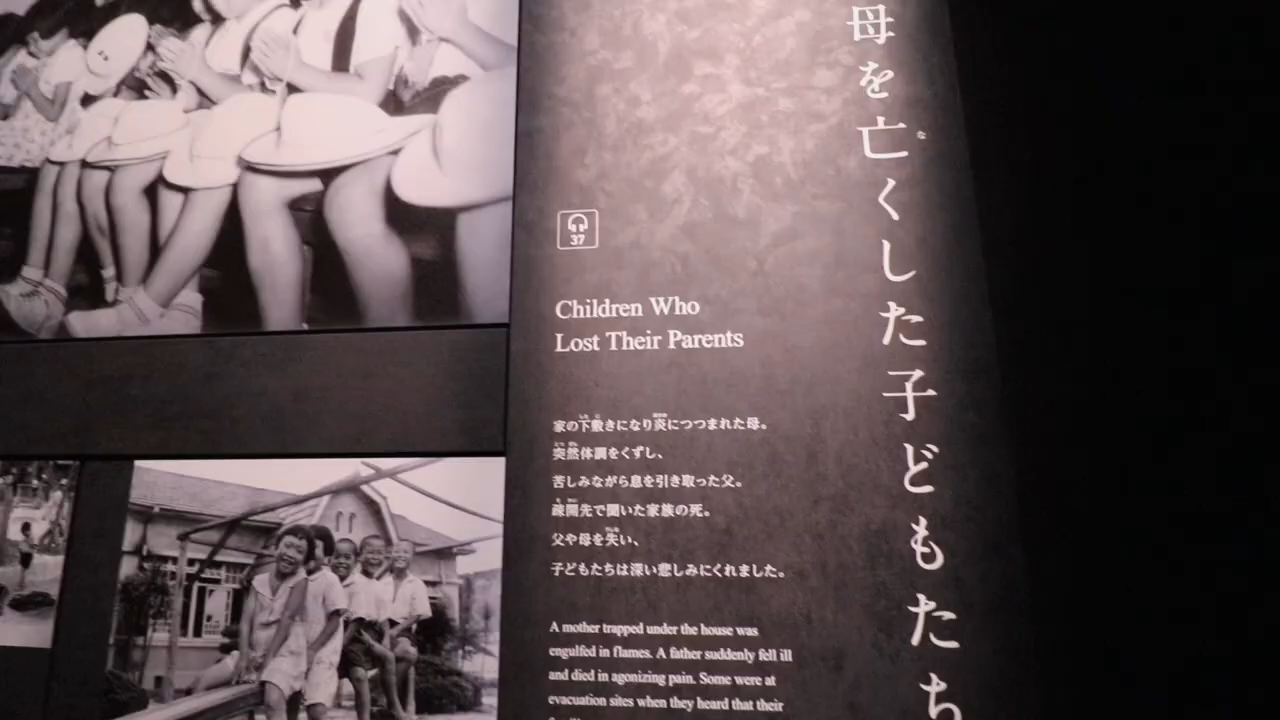 母を亡くした子どもたち
な
37
Children Who
Lost Their Parents
家の下敷きになり炎につつまれた母。
突然体調をくずし、
苦しみながら息を引き取った父。
疎開先で聞いた家族の死。
父や母を失い、
子どもたちは深い悲しみにくれました。
A mother trapped under the house was
engulfed in flames. A father suddenly fell ill
and died in agonizing pain. Some were at
evacuation sites when they heard that their